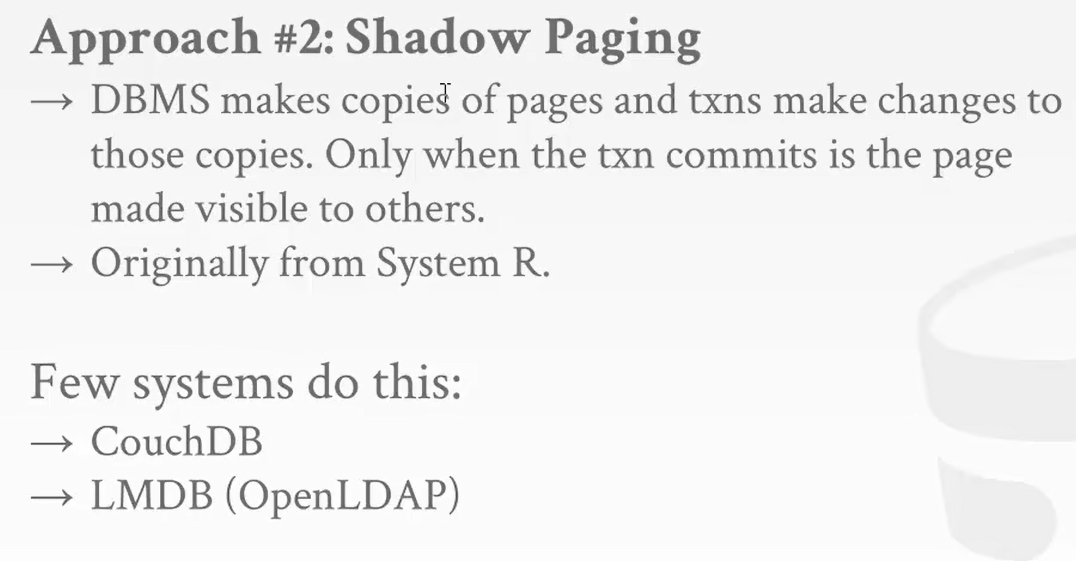 Approach #2: Shadow Paging
→ DBMS makes copies of pages and txns make changes to
those copies. Only when the txn commits is the page
made visible to others.
→ Originally from System R.
Few systems do this:
→ CouchDB
→ LMDB (OpenLDAP)